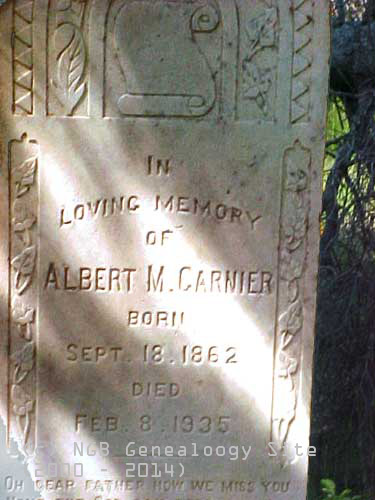 IN
LOVING MEMORY
OF
ALBERT M. CARNIER
BORN
SEPT. 18. 1862
DIED
FEB. 8. 1935
NGB Genealoogy Site
- 2014)
OH DEAR FATHER HOW WE MISS YOU